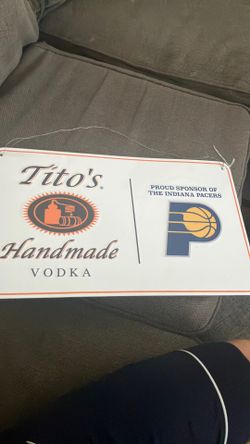 Tito's®
Handmade
VODKA
PROUD SPONSOR OF
THE INDIANA PACERS
P